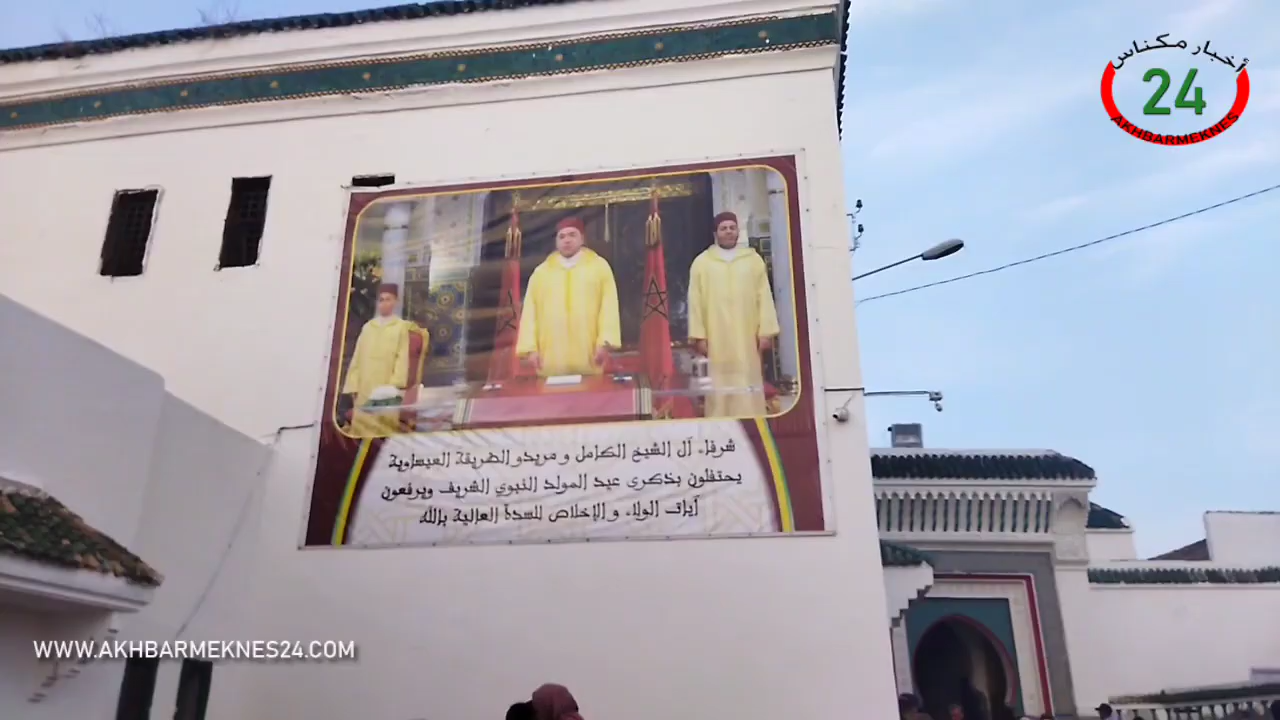 أخبار مكناس
24
AKHBARMEKNES
شرفاء آل الشيخ الكامل و مريدو الطريقة العيساوية
يحتفلون بذكرى عيد المولد النبوي الشريف ويرفعون
آيات الولاء و الإخلاص للسدة العالية بالله
WWW.AKHBARMEKNES24.COM